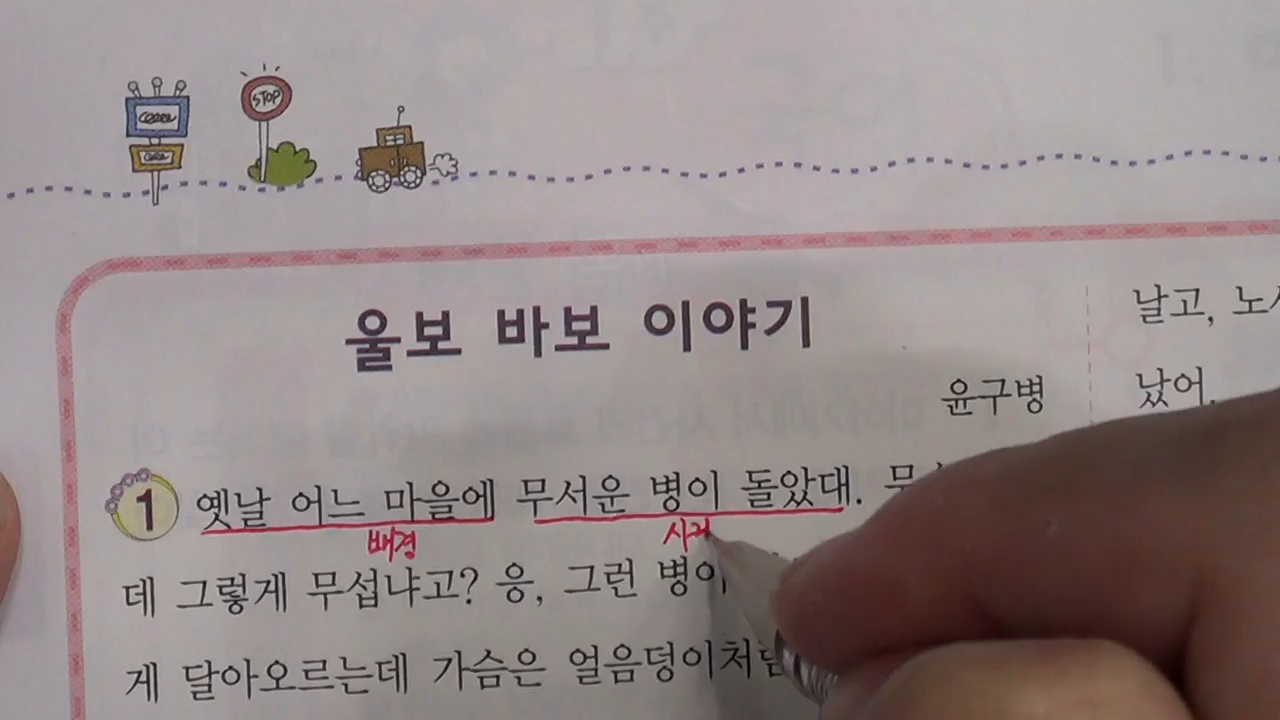 STOP
울보 바보 이야기
윤구병
1 옛날 어느 마을에 무서운 병이 돌았대.
배경
데 그렇게 무섭냐고? 응, 그런 병이
게 달아오르는데 가슴은 얼음덩이처럼
날고,
났어.